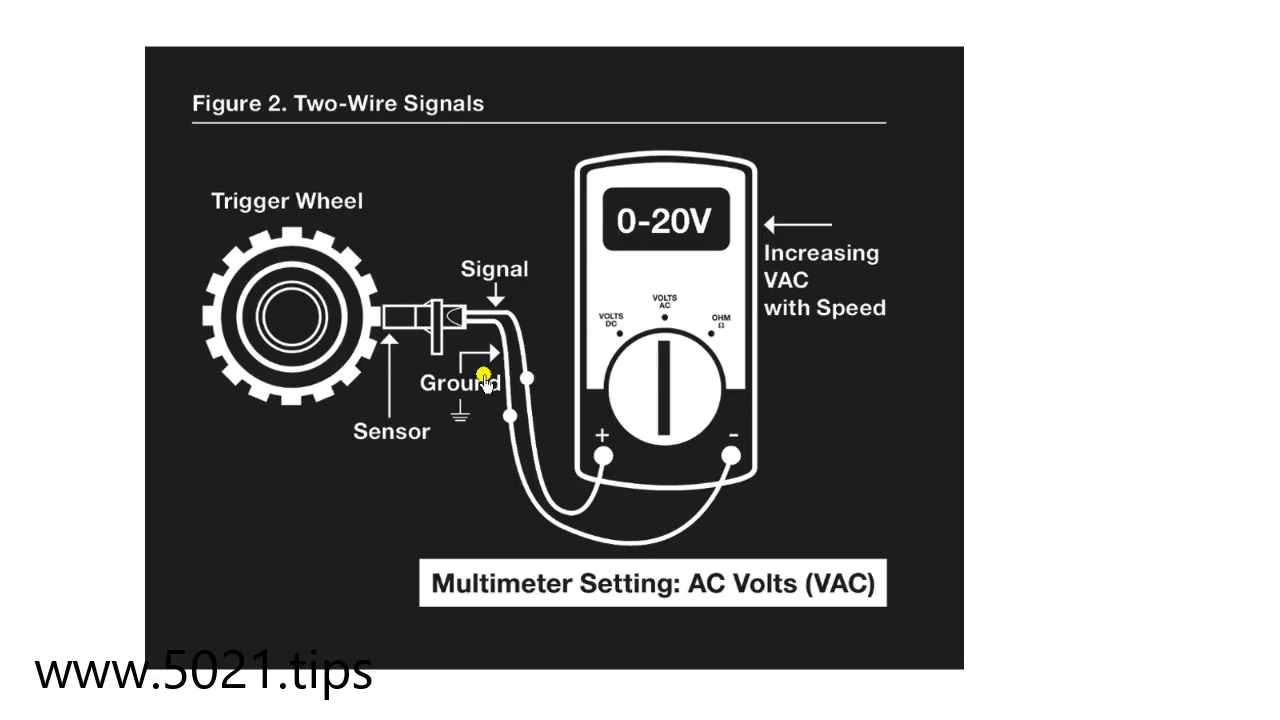 Figure 2. Two-Wire Signals
Trigger Wheel
0-20V
Increasing
VAC
with Speed
Signal
VOLTS
AC
VOLTS
DC
OHM
Ω
Ground
Sensor
+
-
Multimeter Setting: AC Volts (VAC)
www.5021.tips